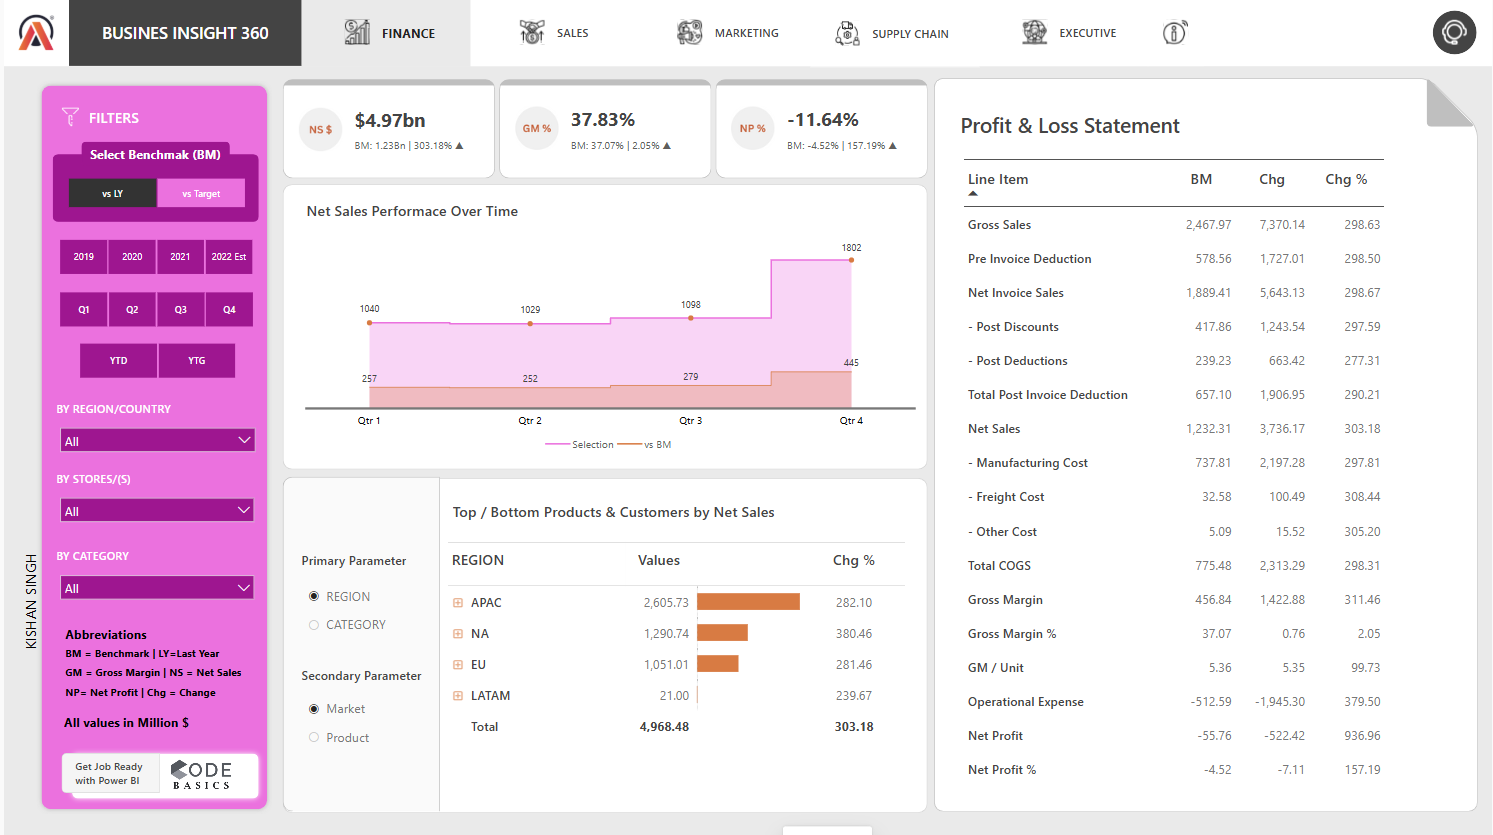 BUSINES INSIGHT 360
FINANCE
SALES
MARKETING
SUPPLY CHAIN
EXECUTIVE
FILTERS
Select Benchmak (BM)
vs LY
vs Target
2019
2020
2021
2022 Est
Q1
Q2
Q3
Q4
YTD
YTG
BY REGION/COUNTRY
All
BY STORES/(S)
All
BY CATEGORY
All
Abbreviations
BM = Benchmark | LY=Last Year
GM = Gross Margin | NS = Net Sales
NP= Net Profit | Chg = Change
All values in Million $
Get Job Ready
with Power BI
CODE
BASICS
KISHAN SINGH
NS $
$4.97bn
BM: 1.23Bn | 303.18% ▲
GM %
37.83%
BM: 37.07% | 2.05% ▲
NP %
-11.64%
BM: -4.52% | 157.19% ▲
Net Sales Performace Over Time
1040
1029
1098
1802
257
252
279
445
Qtr 1
Qtr 2
Qtr 3
Qtr 4
Selection
vs BM
Primary Parameter
REGION
CATEGORY
Secondary Parameter
Market
Product
Top / Bottom Products & Customers by Net Sales
REGION Values Chg %
APAC 2,605.73 282.10
NA 1,290.74 380.46
EU 1,051.01 281.46
LATAM 21.00 239.67
Total 4,968.48 303.18
Profit & Loss Statement
Line Item BM Chg Chg %
Gross Sales 2,467.97 7,370.14 298.63
Pre Invoice Deduction 578.56 1,727.01 298.50
Net Invoice Sales 1,889.41 5,643.13 298.67
- Post Discounts 417.86 1,243.54 297.59
- Post Deductions 239.23 663.42 277.31
Total Post Invoice Deduction 657.10 1,906.95 290.21
Net Sales 1,232.31 3,736.17 303.18
- Manufacturing Cost 737.81 2,197.28 297.81
- Freight Cost 32.58 100.49 308.44
- Other Cost 5.09 15.52 305.20
Total COGS 775.48 2,313.29 298.31
Gross Margin 456.84 1,422.88 311.46
Gross Margin % 37.07 0.76 2.05
GM / Unit 5.36 5.35 99.73
Operational Expense -512.59 -1,945.30 379.50
Net Profit -55.76 -522.42 936.96
Net Profit % -4.52 -7.11 157.19